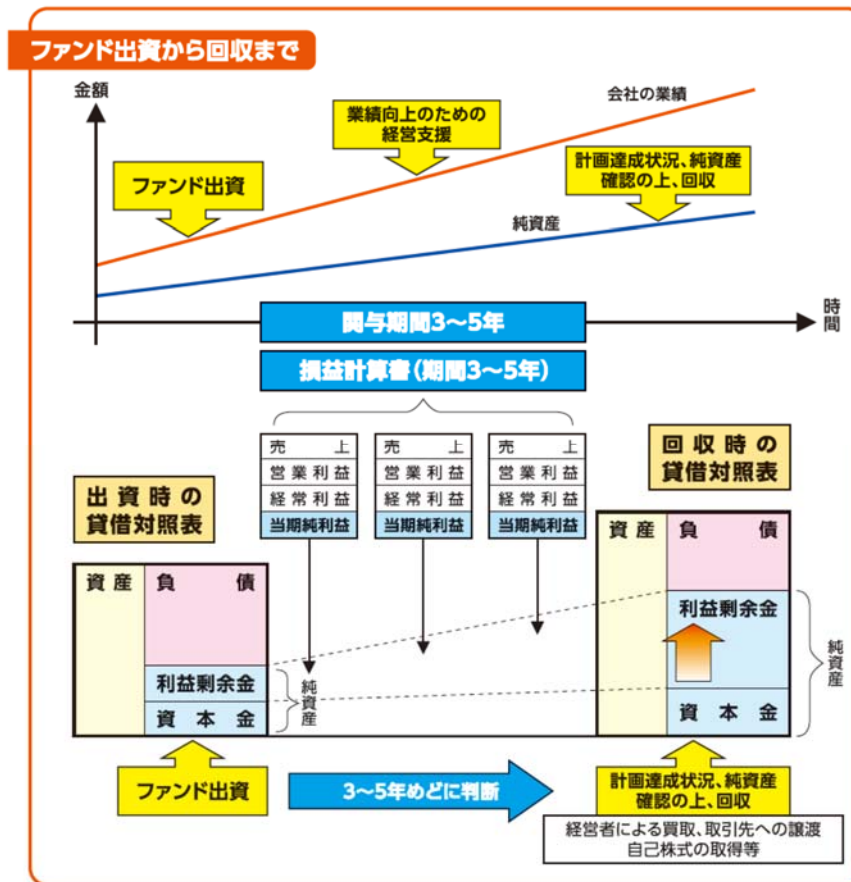 ファンド出資から回収まで
金額
会社の業績
業績向上のための
経営支援
計画達成状況、純資産
確認の上、回収
ファンド出資
純資産
時間
関与期間3〜5年
損益計算書(期間3〜5年)
売上
営業利益
経常利益
当期純利益
売上
営業利益
経常利益
当期純利益
売上
営業利益
経常利益
当期純利益
出資時の
貸借対照表
回収時の
貸借対照表
資産
負債
利益剰余金
資本金
純資産
資産
負債
利益剰余金
資本金
純資産
ファンド出資
3〜5年めどに判断
計画達成状況、純資産
確認の上、回収
経営者による買取、取引先への譲渡
自己株式の取得等